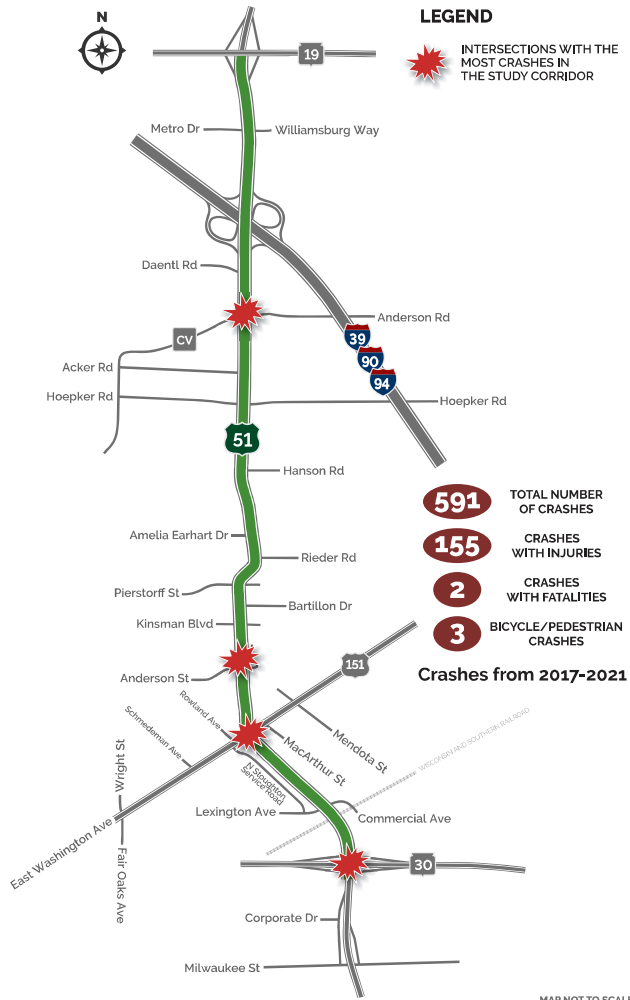 N
LEGEND
INTERSECTIONS WITH THE
MOST CRASHES IN
THE STUDY CORRIDOR
19
Metro Dr
Williamsburg Way
Daentl Rd
Anderson Rd
CV
39
90
94
Acker Rd
Hoepker Rd
Hoepker Rd
51
Hanson Rd
591
TOTAL NUMBER
OF CRASHES
Amelia Earhart Dr
155
CRASHES
WITH INJURIES
Rieder Rd
Pierstorff St
2
CRASHES
WITH FATALITIES
Bartillon Dr
Kinsman Blvd
3
BICYCLE/PEDESTRIAN
CRASHES
151
Anderson St
Crashes from 2017-2021
Rowland Ave
Schmedeman Ave
Mendota St
MacArthur St
WISCONSIN AND SOUTHERN RAILROAD
Wright St
N Stoughton
Service Road
Lexington Ave
Commercial Ave
East Washington Ave
Fair Oaks Ave
30
Corporate Dr
Milwaukee St
MAP NOT TO SCALE